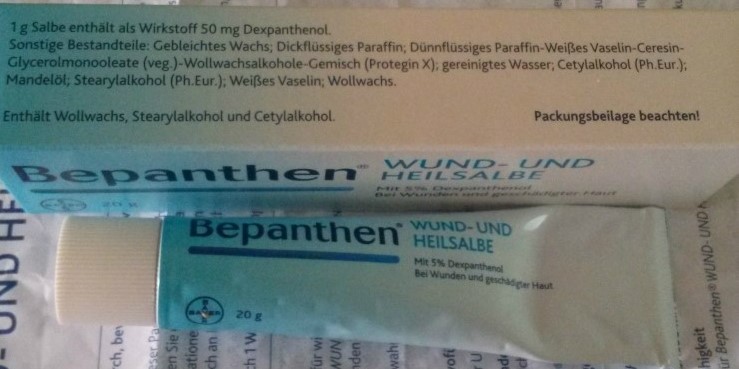 1 g Salbe enthält als Wirkstoff 50 mg Dexpanthenol.
Sonstige Bestandteile: Gebleichtes Wachs; Dickflüssiges Paraffin; Dünnflüssiges Paraffin-Weißes Vaselin-Ceresin-
Glycerolmonooleate (veg.)-Wollwachsalkohole-Gemisch (Protegin X); gereinigtes Wasser; Cetylalkohol (Ph.Eur.);
Mandelöl; Stearylalkohol (Ph.Eur.); Weißes Vaselin; Wollwachs.
Enthält Wollwachs, Stearylalkohol und Cetylalkohol.
Packungsbeilage beachten!
Bepanthen®
WUND- UND
HEILSALBE
Mit 5% Dexpanthenol
Bei Wunden und geschädigter Haut
BAYER
20 g
Bepanthen®
WUND- UND
HEILSALBE
Mit 5% Dexpanthenol
Bei Wunden und geschädigter Haut
BAYER
20 g
ür Bepanthen® WUND- UND